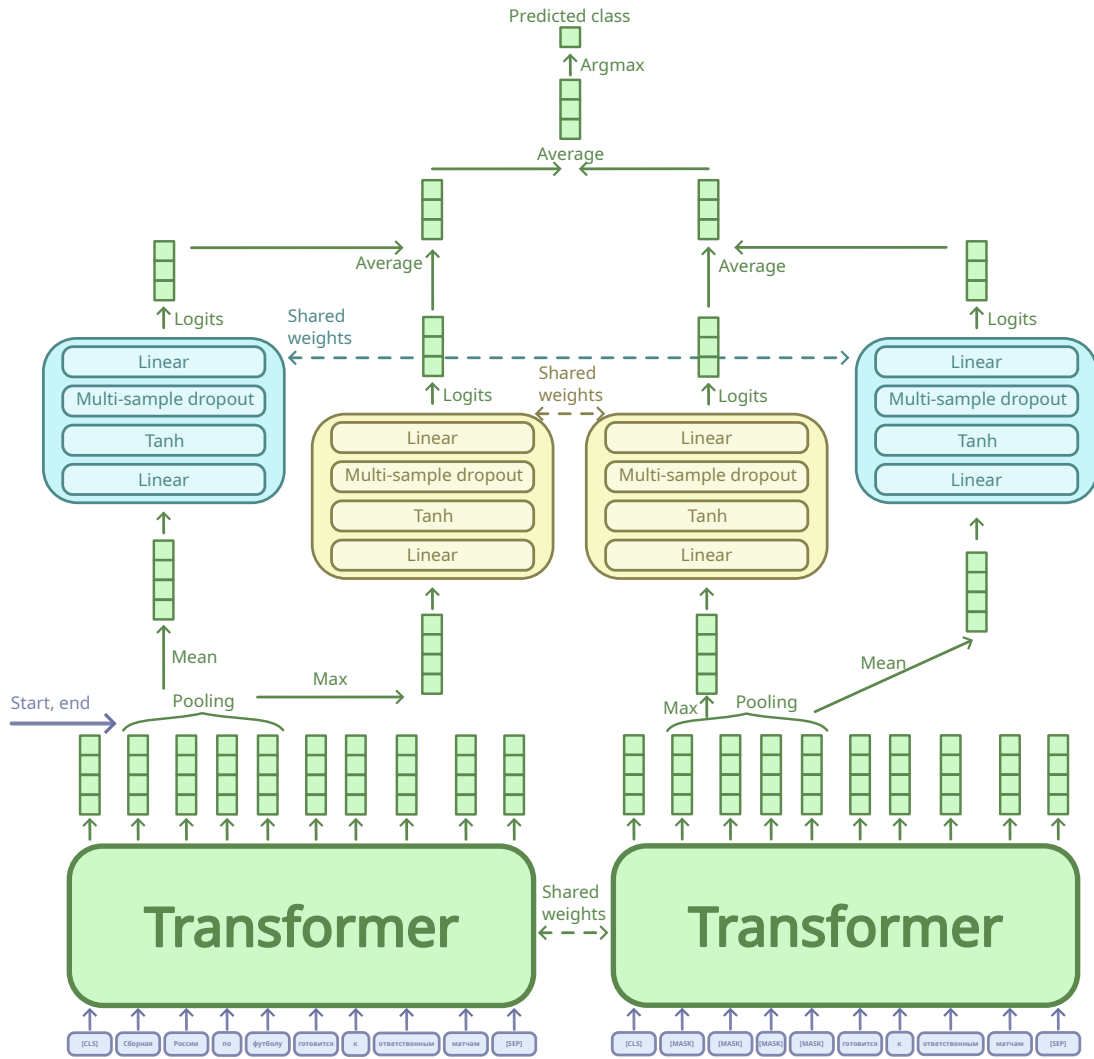 Predicted class
Argmax
Average
Average
Average
Logits
Shared
weights
Logits
Linear
Multi-sample dropout
Tanh
Linear
Logits
Shared
weights
Logits
Linear
Multi-sample dropout
Tanh
Linear
Linear
Multi-sample dropout
Tanh
Linear
Linear
Multi-sample dropout
Tanh
Linear
Mean
Max
Start, end
Pooling
Mean
Max
Pooling
Transformer
Shared
weights
Transformer
[CLS] Сборная России по футболу готовится к ответственным матчам [SEP]
[CLS] [MASK] [MASK] [MASK] [MASK] готовится к ответственным матчам [SEP]